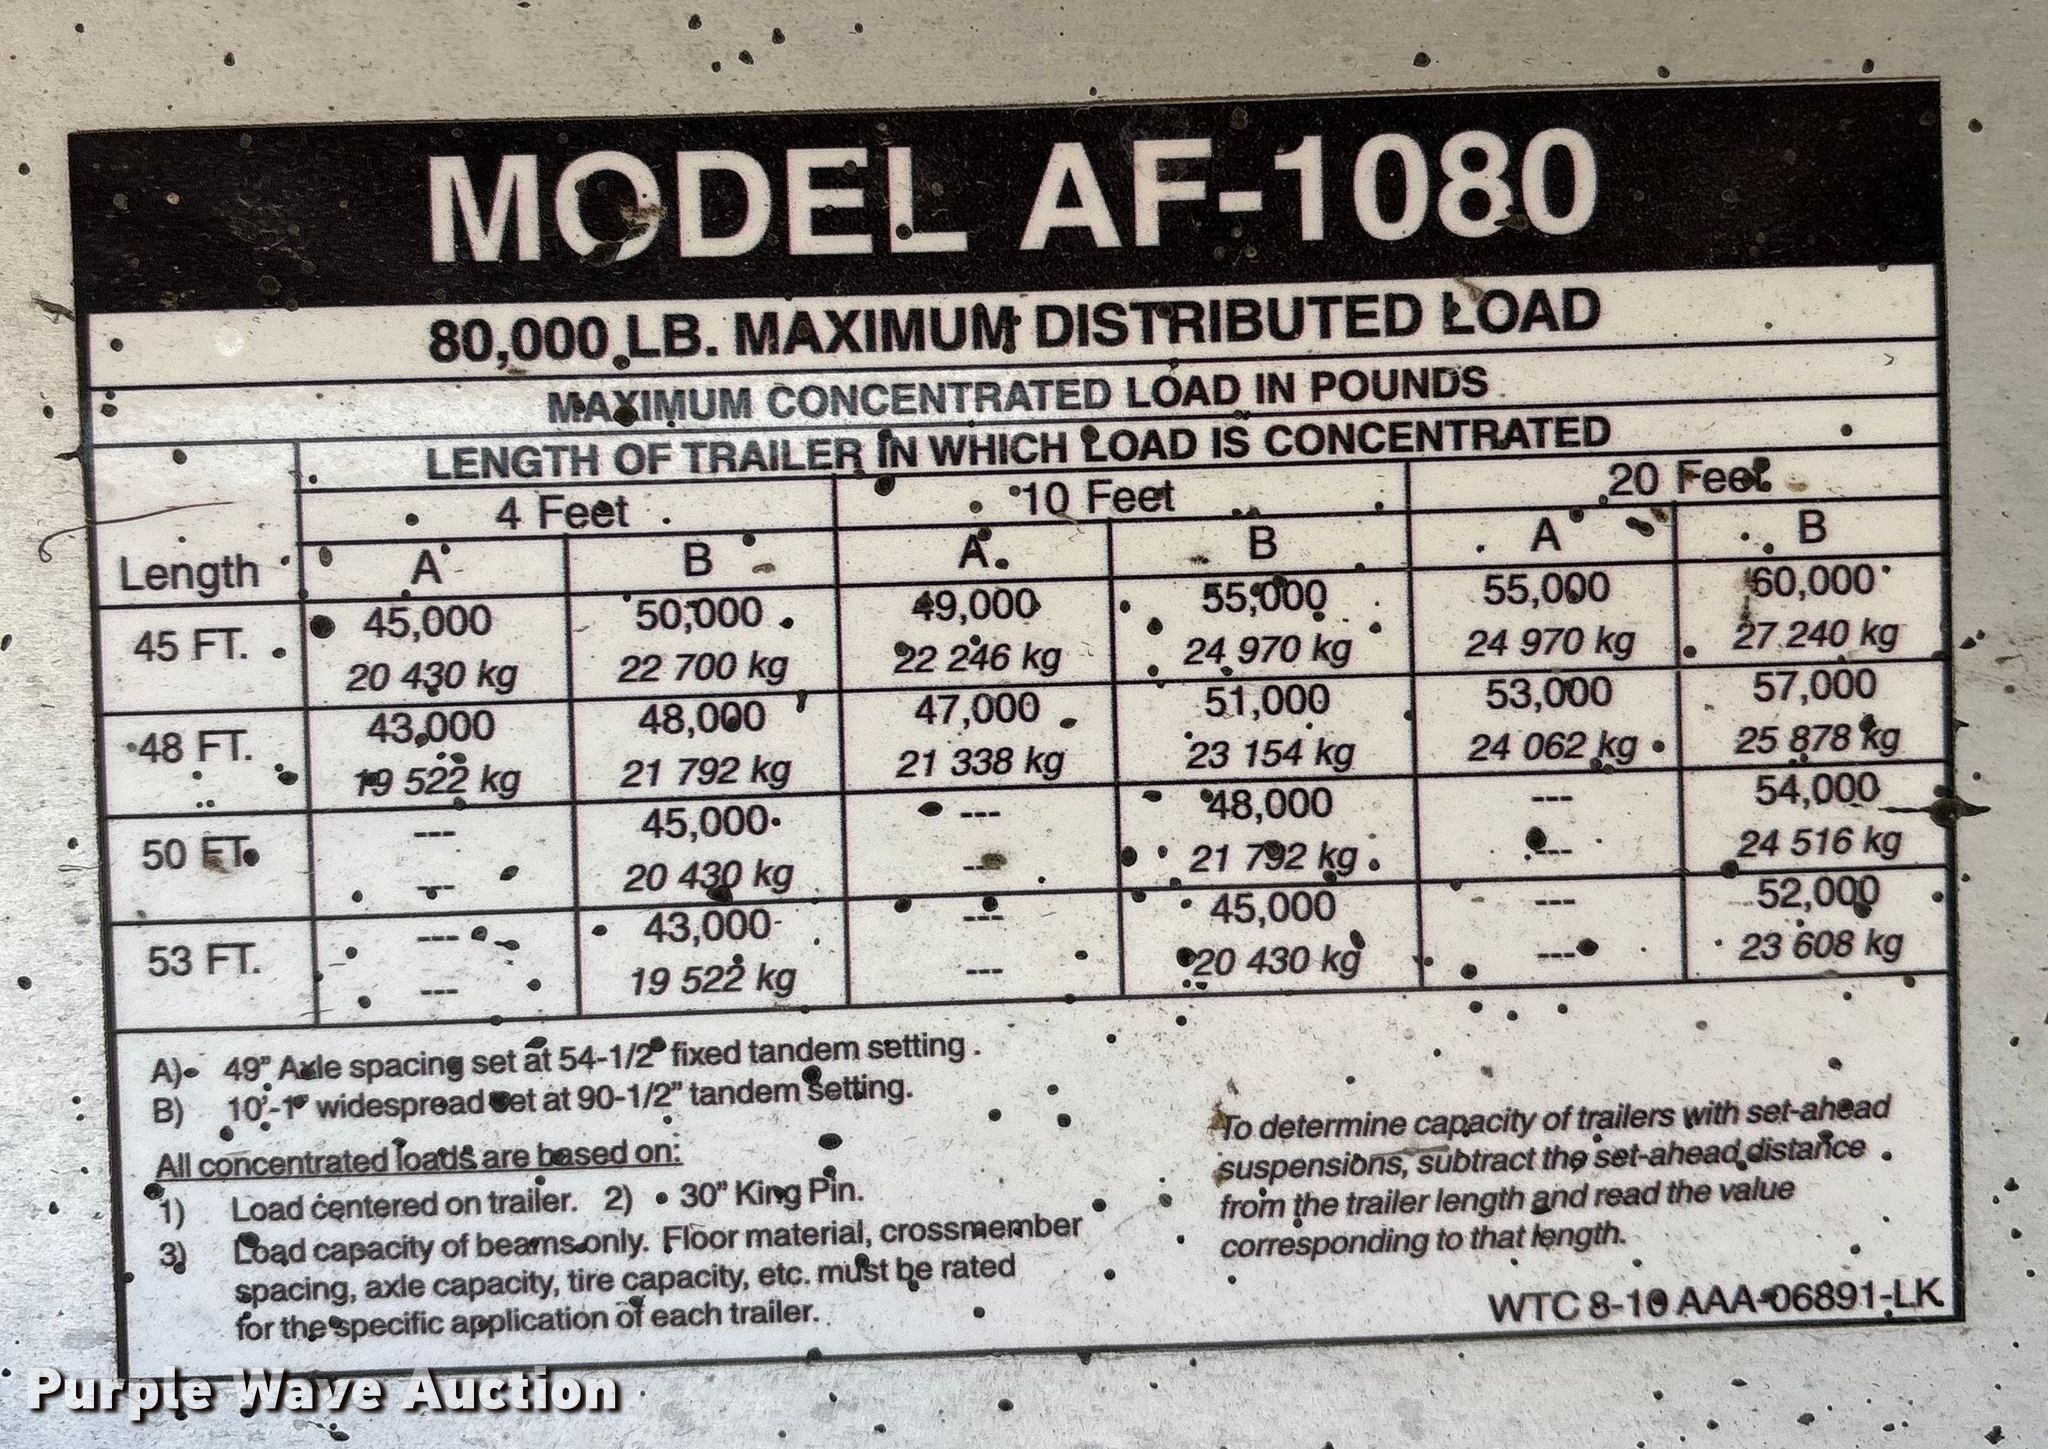 MODEL AF-1080
80,000 LB. MAXIMUM DISTRIBUTED LOAD
MAXIMUM CONCENTRATED LOAD IN POUNDS
LENGTH OF TRAILER IN WHICH LOAD IS CONCENTRATED
4 Feet 10 Feet 20 Feet
Length A B A B A B
45 FT. 45,000 50,000 49,000 55,000 55,000 60,000
20 430 kg 22 700 kg 22 246 kg 24 970 kg 24 970 kg 27 240 kg
48 FT. 43,000 48,000 47,000 51,000 53,000 57,000
19 522 kg 21 792 kg 21 338 kg 23 154 kg 24 062 kg 25 878 kg
50 FT. --- 45,000 --- 48,000 --- 54,000
--- 20 430 kg --- 21 792 kg --- 24 516 kg
53 FT. --- 43,000 --- 45,000 --- 52,000
--- 19 522 kg --- 20 430 kg --- 23 608 kg
A) 49" Axle spacing set at 54-1/2" fixed tandem setting.
B) 10'-1" widespread set at 90-1/2" tandem setting.
All concentrated loads are based on:
1) Load centered on trailer. 2) 30" King Pin.
3) Load capacity of beams only. Floor material, crossmember
spacing, axle capacity, tire capacity, etc. must be rated
for the specific application of each trailer.
To determine capacity of trailers with set-ahead
suspensions, subtract the set-ahead distance
from the trailer length and read the value
corresponding to that length.
WTC 8-10 AAA-06891-LK
Purple Wave Auction